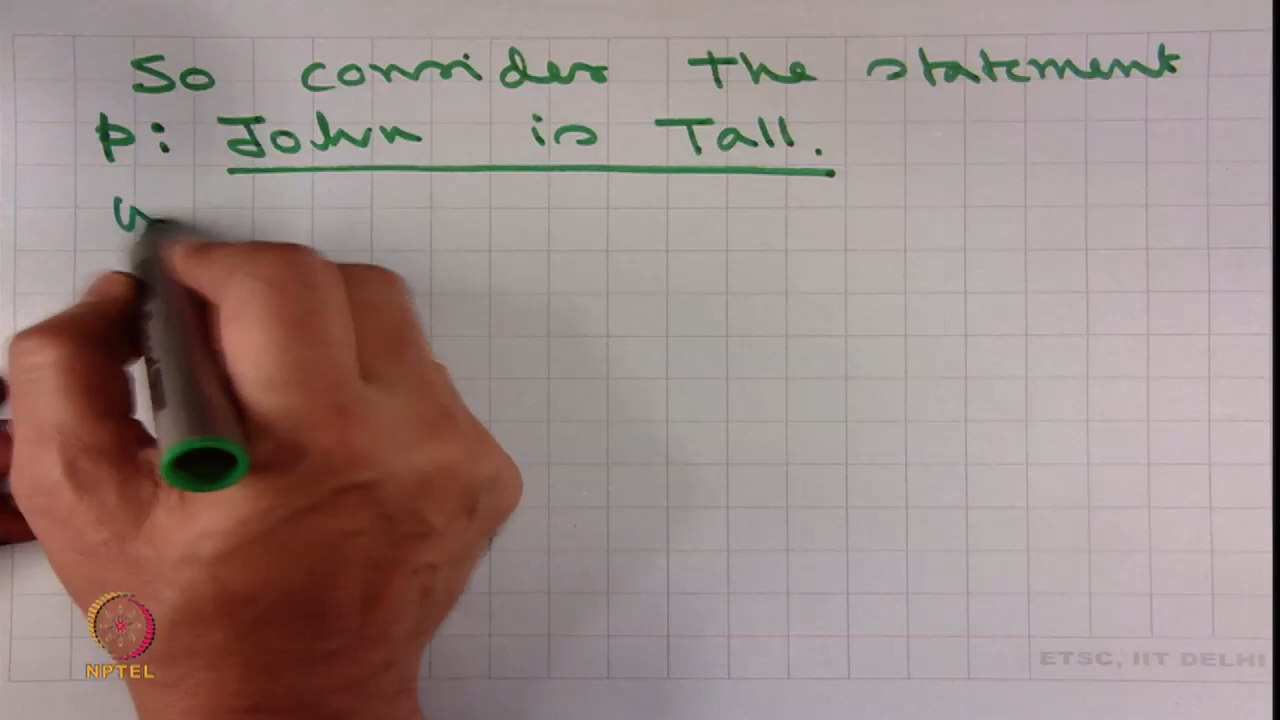 So consider the statement
p: John is Tall.
NPTEL
ETSC, IIT DELHI